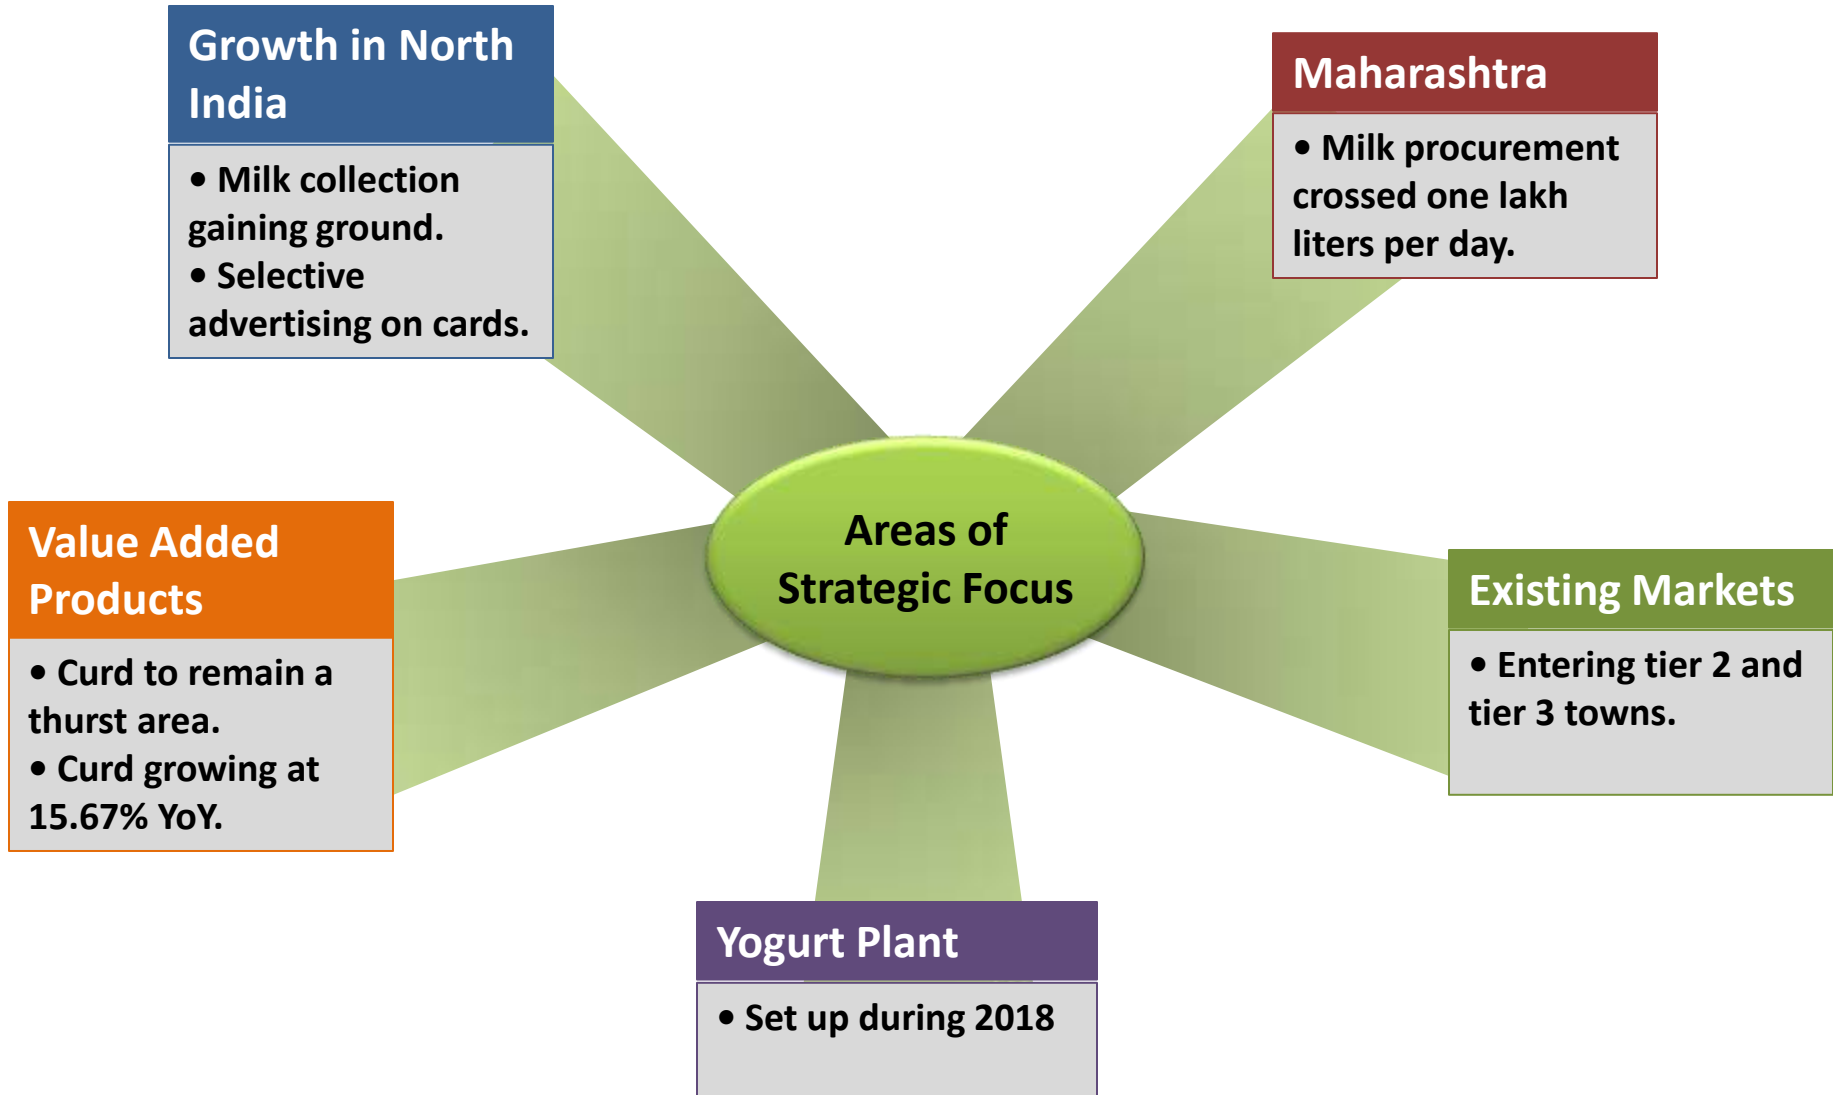 Growth in North
India
• Milk collection
gaining ground.
• Selective
advertising on cards.
Maharashtra
• Milk procurement
crossed one lakh
liters per day.
Areas of
Strategic Focus
Value Added
Products
• Curd to remain a
thurst area.
• Curd growing at
15.67% YoY.
Existing Markets
• Entering tier 2 and
tier 3 towns.
Yogurt Plant
• Set up during 2018